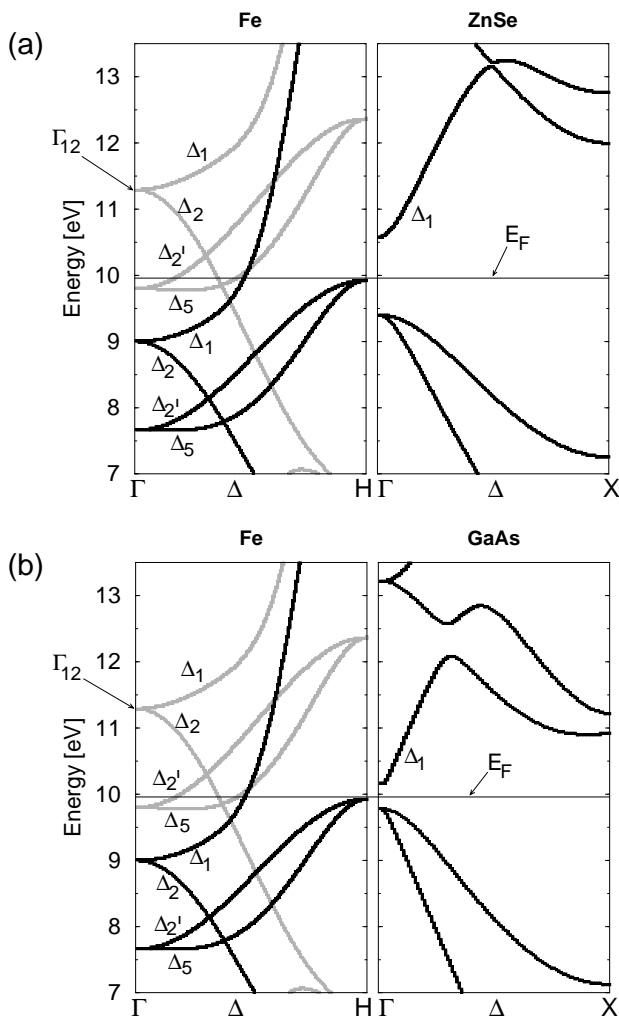 Fe ZnSe
(a)
13
12
11
10
9
8
7
Energy [eV]
Γ12
Δ1
Δ2
Δ2'
Δ5
Δ1
Δ2
Δ2'
Δ5
Δ1
EF
Γ Δ H Γ Δ X
Fe GaAs
(b)
13
12
11
10
9
8
7
Energy [eV]
Γ12
Δ1
Δ2
Δ2'
Δ5
Δ1
Δ2
Δ2'
Δ5
Δ1
EF
Γ Δ H Γ Δ X